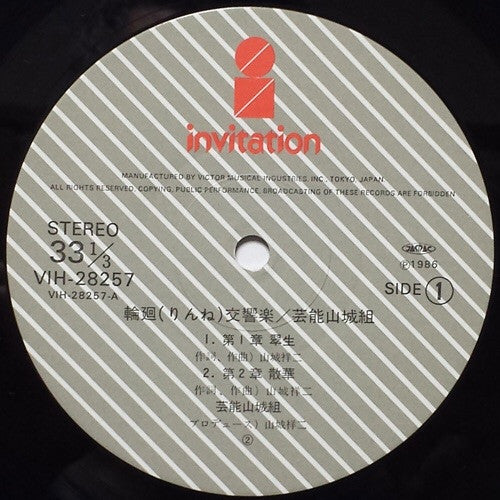 invitation
MANUFACTURED BY VICTOR MUSICAL INDUSTRIES, INC. TOKYO, JAPAN
ALL RIGHTS RESERVED, COPYING, PUBLIC PERFORMANCE, BROADCASTING OF THESE RECORDS ARE FORBIDDEN
STEREO
33 1/3
VIH-28257
VIH-28257-A
JASRAC
Ⓟ1986
SIDE 1
輪廻(りんね)交響楽/芸能山城組
1. 第1章 翠生
作詞、作曲) 山城祥二
2. 第2章 散華
作詞、作曲) 山城祥二
芸能山城組
プロデュース) 山城祥二
②